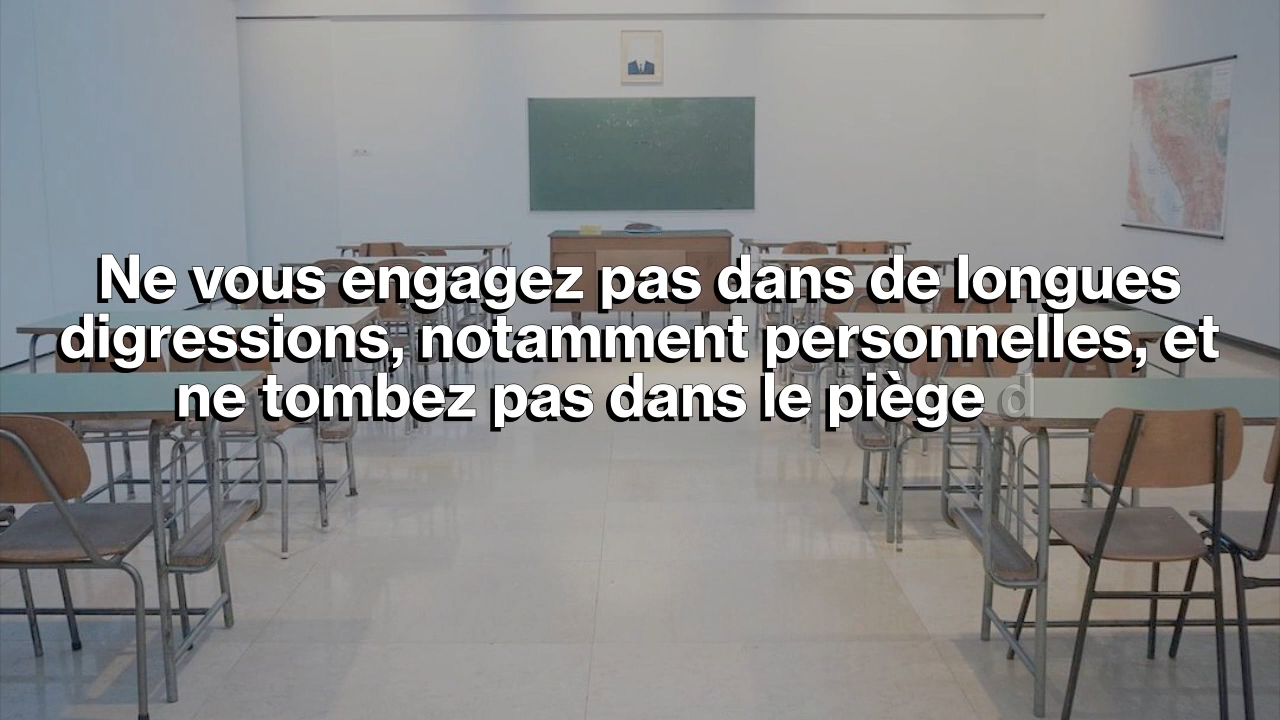 Ne vous engagez pas dans de longues
digressions, notamment personnelles, et
ne tombez pas dans le piège d